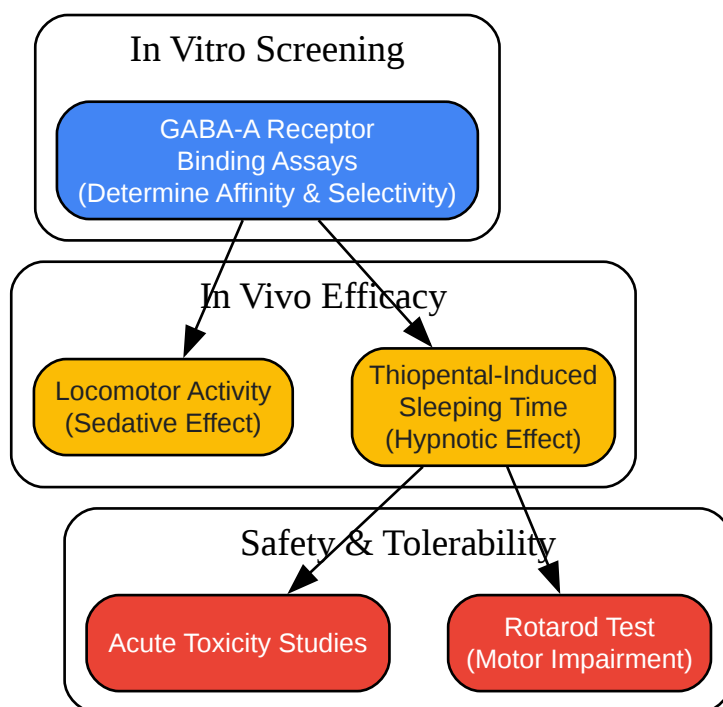 In Vitro Screening
GABA-A Receptor
Binding Assays
(Determine Affinity & Selectivity)
In Vivo Efficacy
Locomotor Activity
(Sedative Effect)
Thiopental-Induced
Sleeping Time
(Hypnotic Effect)
Safety & Tolerability
Acute Toxicity Studies
Rotarod Test
(Motor Impairment)